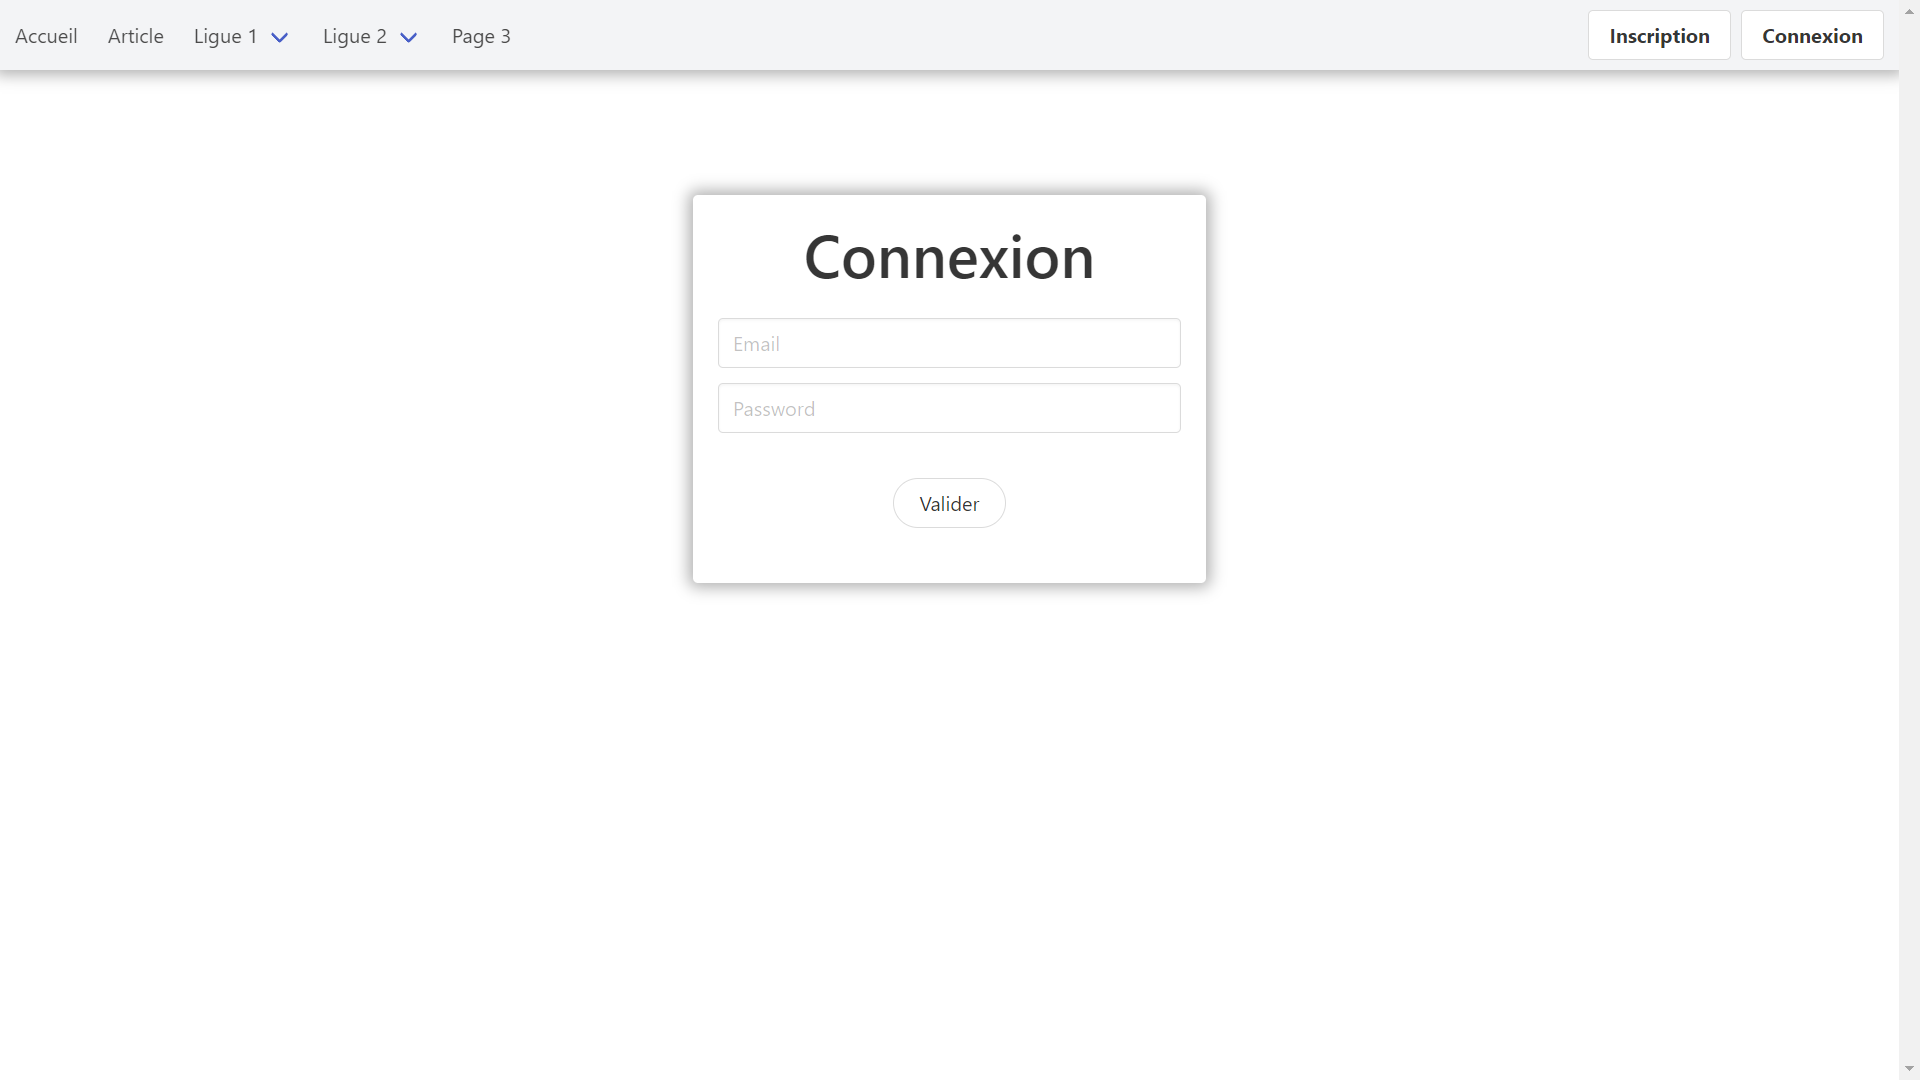 Accueil Article Ligue 1 Ligue 2 Page 3 Inscription Connexion
Connexion
Email
Password
Valider